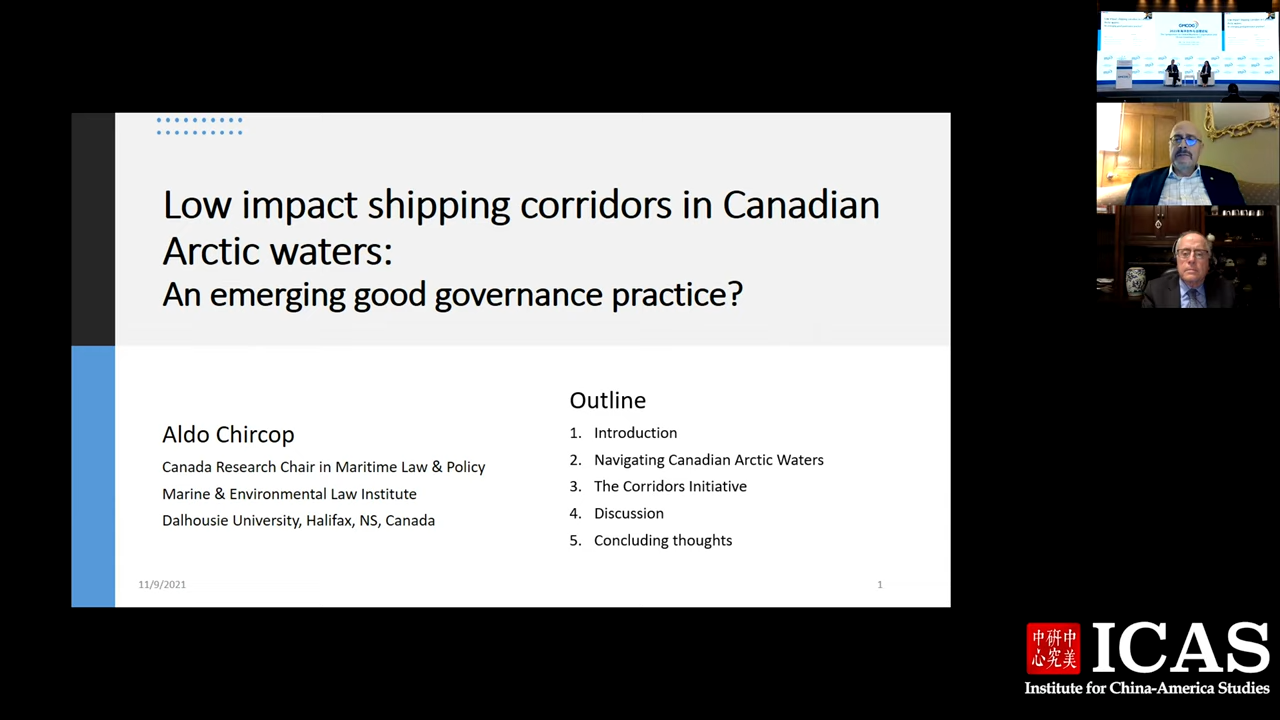 Low impact shipping corridors in Canadian
Arctic waters:
An emerging good governance practice?
Aldo Chircop
Canada Research Chair in Maritime Law & Policy
Marine & Environmental Law Institute
Dalhousie University, Halifax, NS, Canada
Outline
1. Introduction
2. Navigating Canadian Arctic Waters
3. The Corridors Initiative
4. Discussion
5. Concluding thoughts
11/9/2021
1
中研中
心究美
ICAS
Institute for China-America Studies